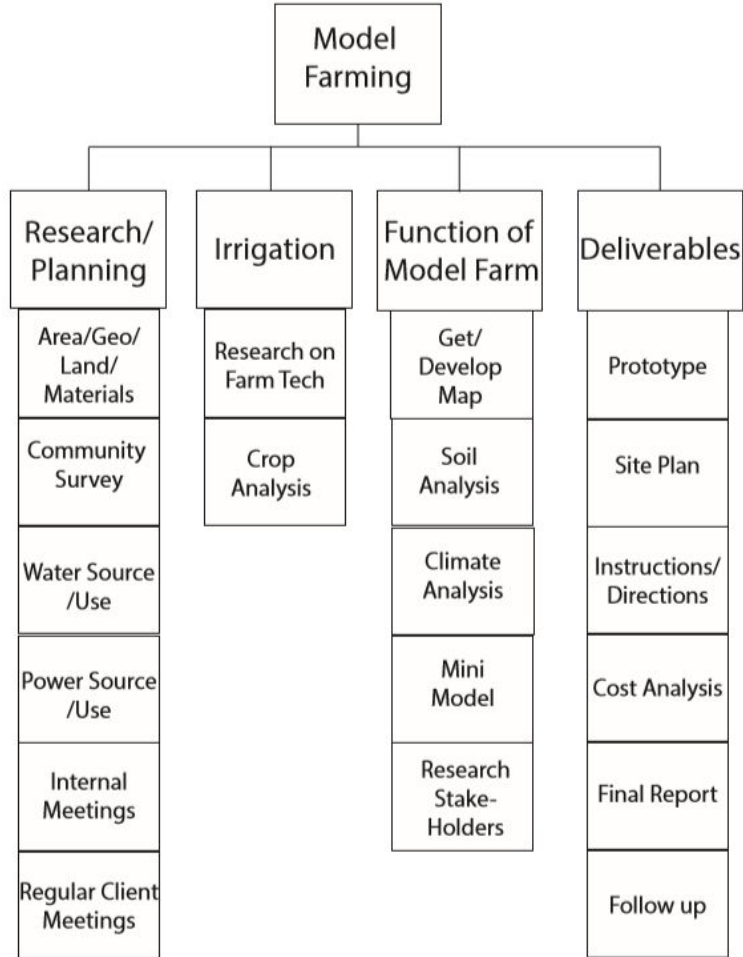 Model
Farming
Research/
Planning
Area/Geo/
Land/
Materials
Community
Survey
Water Source
/Use
Power Source
/Use
Internal
Meetings
Regular Client
Meetings
Irrigation
Research on
Farm Tech
Crop
Analysis
Function of
Model Farm
Get/
Develop
Map
Soil
Analysis
Climate
Analysis
Mini
Model
Research
Stake-
Holders
Deliverables
Prototype
Site Plan
Instructions/
Directions
Cost Analysis
Final Report
Follow up